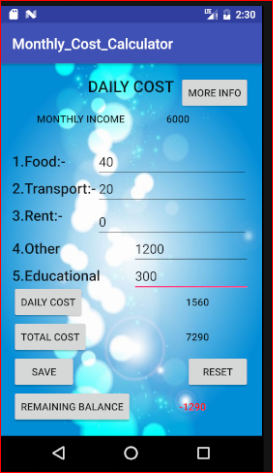 LTE 2:30
Monthly_Cost_Calculator
DAILY COST
MORE INFO
MONTHLY INCOME 6000
1.Food:- 40
2.Transport:- 20
3.Rent:- 0
4.Other 1200
5.Educational 300
DAILY COST 1560
TOTAL COST 7290
SAVE RESET
REMAINING BALANCE -1290